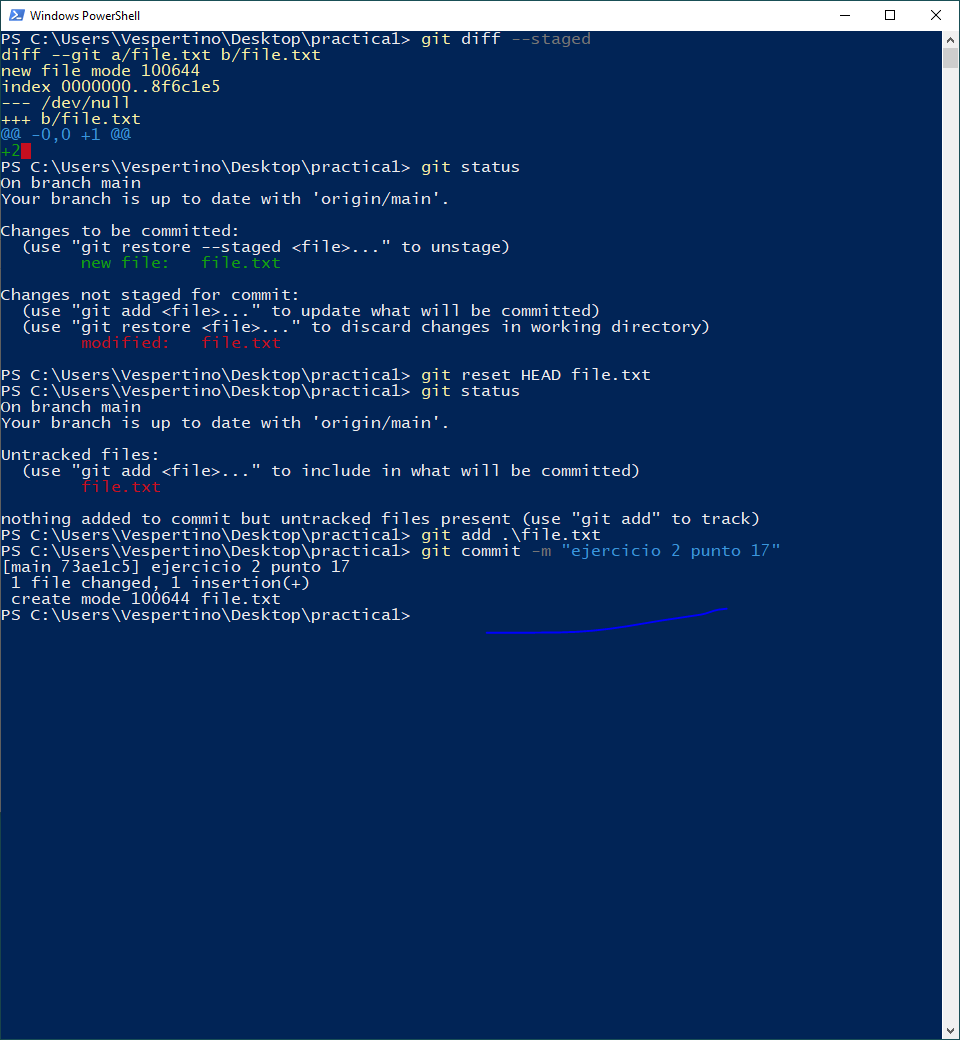 Windows PowerShell
PS C:\Users\Vespertino\Desktop\practica1> git diff --staged
diff --git a/file.txt b/file.txt
new file mode 100644
index 0000000..8f6c1e5
--- /dev/null
+++ b/file.txt
@@ -0,0 +1 @@
+2
PS C:\Users\Vespertino\Desktop\practica1> git status
On branch main
Your branch is up to date with 'origin/main'.
Changes to be committed:
  (use "git restore --staged <file>..." to unstage)
        new file:   file.txt
Changes not staged for commit:
  (use "git add <file>..." to update what will be committed)
  (use "git restore <file>..." to discard changes in working directory)
        modified:   file.txt
PS C:\Users\Vespertino\Desktop\practica1> git reset HEAD file.txt
PS C:\Users\Vespertino\Desktop\practica1> git status
On branch main
Your branch is up to date with 'origin/main'.
Untracked files:
  (use "git add <file>..." to include in what will be committed)
        file.txt
nothing added to commit but untracked files present (use "git add" to track)
PS C:\Users\Vespertino\Desktop\practica1> git add .\file.txt
PS C:\Users\Vespertino\Desktop\practica1> git commit -m "ejercicio 2 punto 17"
[main 73ae1c5] ejercicio 2 punto 17
 1 file changed, 1 insertion(+)
 create mode 100644 file.txt
PS C:\Users\Vespertino\Desktop\practica1>